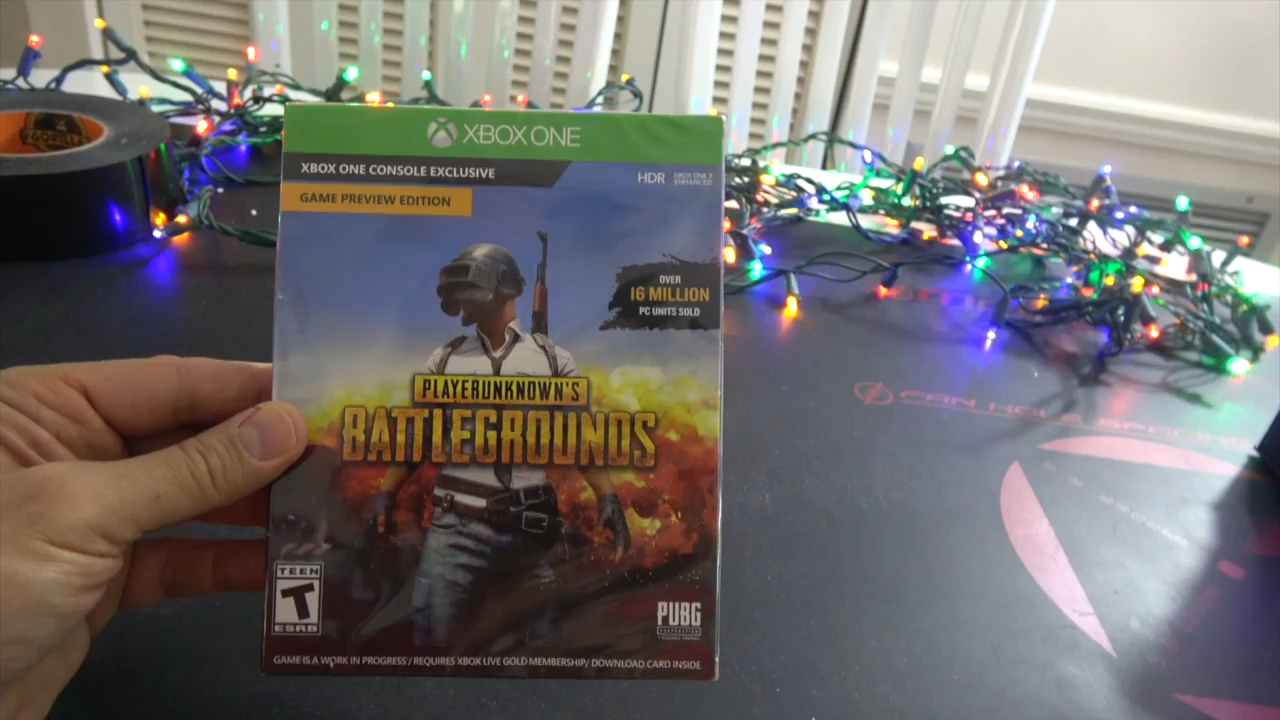 GORILLA
XBOX ONE
XBOX ONE CONSOLE EXCLUSIVE
HDR
XBOX ONE X
ENHANCED
GAME PREVIEW EDITION
OVER
16 MILLION
PC UNITS SOLD
PLAYERUNKNOWN'S
BATTLEGROUNDS
TEEN
T
ESRB
PUBG
CORPORATION
GAME IS A WORK IN PROGRESS / REQUIRES XBOX LIVE GOLD MEMBERSHIP/ DOWNLOAD CARD INSIDE